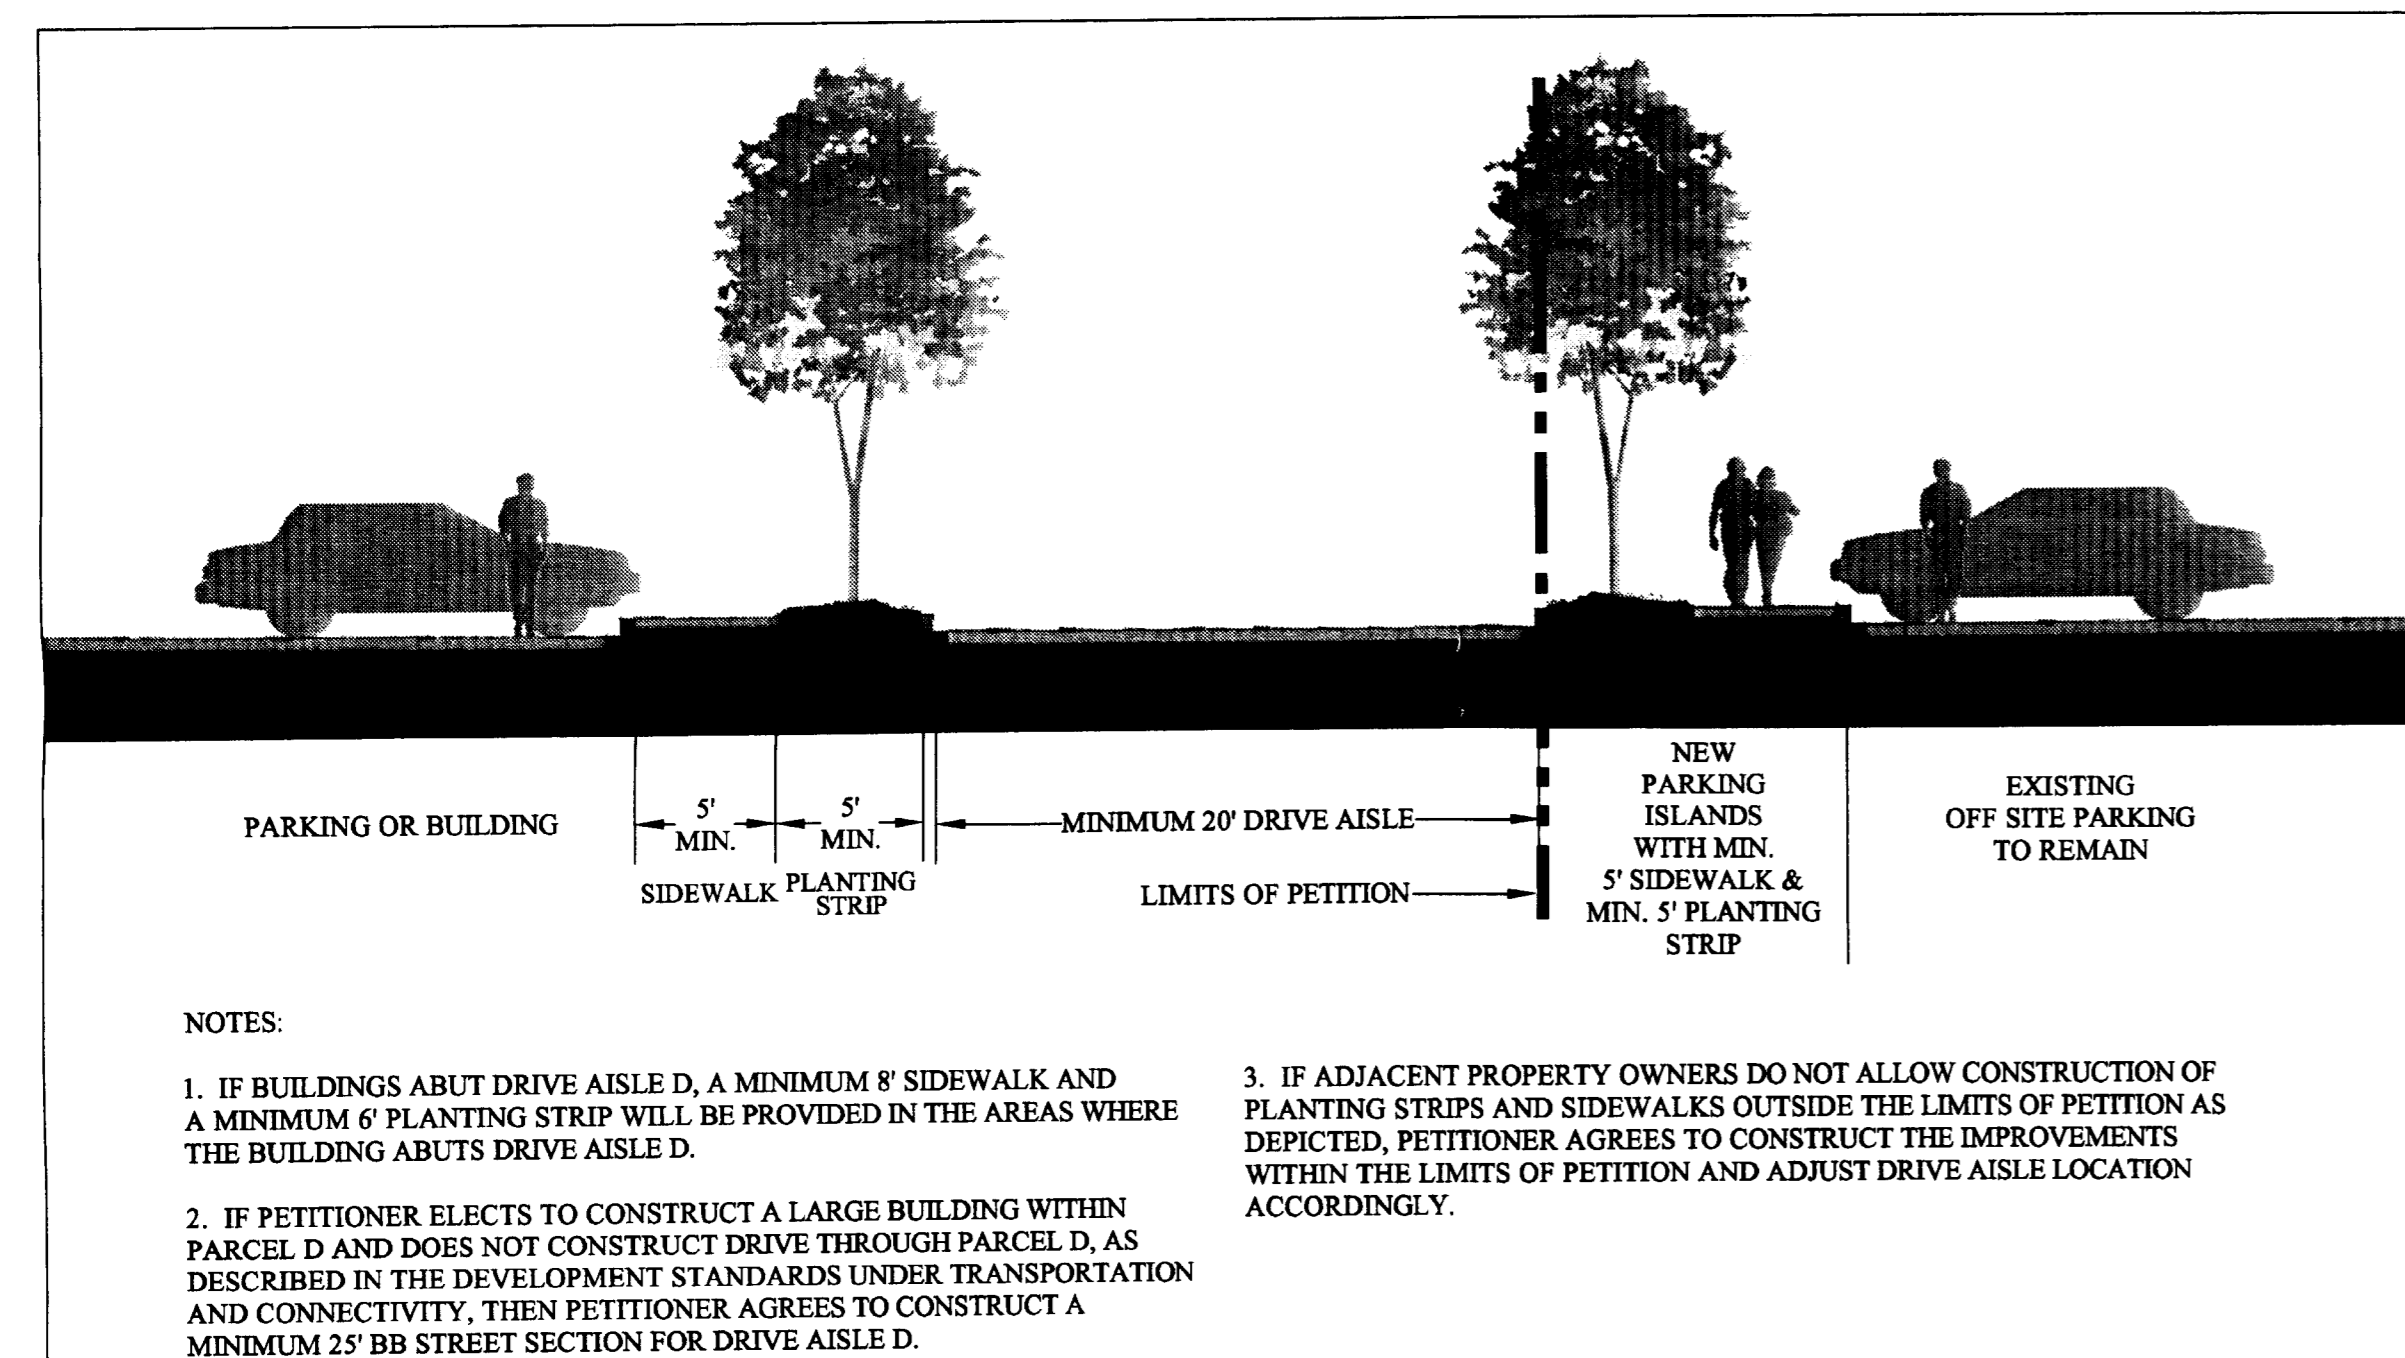 PARKING OR BUILDING
5'
MIN.
SIDEWALK
5'
MIN.
PLANTING
STRIP
MINIMUM 20' DRIVE AISLE
LIMITS OF PETITION
NEW
PARKING
ISLANDS
WITH MIN.
5' SIDEWALK &
MIN. 5' PLANTING
STRIP
EXISTING
OFF SITE PARKING
TO REMAIN
NOTES:
1. IF BUILDINGS ABUT DRIVE AISLE D, A MINIMUM 8' SIDEWALK AND
A MINIMUM 6' PLANTING STRIP WILL BE PROVIDED IN THE AREAS WHERE
THE BUILDING ABUTS DRIVE AISLE D.
2. IF PETITIONER ELECTS TO CONSTRUCT A LARGE BUILDING WITHIN
PARCEL D AND DOES NOT CONSTRUCT DRIVE THROUGH PARCEL D, AS
DESCRIBED IN THE DEVELOPMENT STANDARDS UNDER TRANSPORTATION
AND CONNECTIVITY, THEN PETITIONER AGREES TO CONSTRUCT A
MINIMUM 25' BB STREET SECTION FOR DRIVE AISLE D.
3. IF ADJACENT PROPERTY OWNERS DO NOT ALLOW CONSTRUCTION OF
PLANTING STRIPS AND SIDEWALKS OUTSIDE THE LIMITS OF PETITION AS
DEPICTED, PETITIONER AGREES TO CONSTRUCT THE IMPROVEMENTS
WITHIN THE LIMITS OF PETITION AND ADJUST DRIVE AISLE LOCATION
ACCORDINGLY.